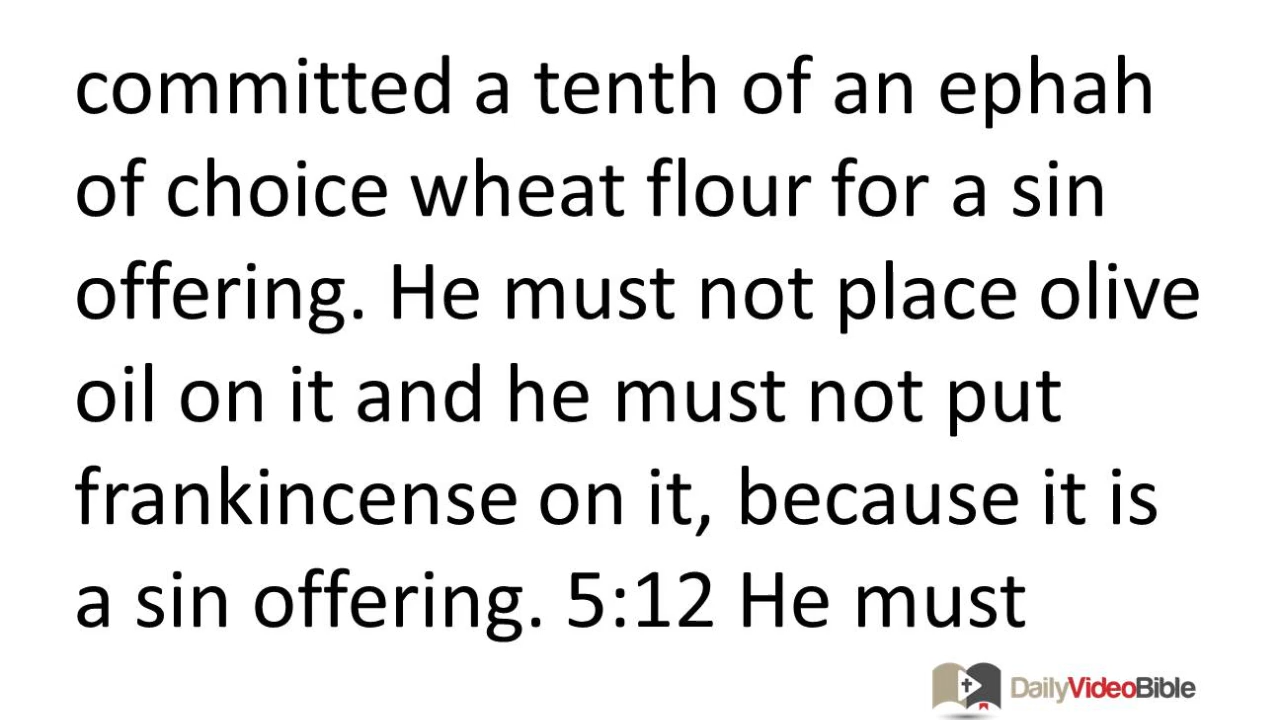 committed a tenth of an ephah
of choice wheat flour for a sin
offering. He must not place olive
oil on it and he must not put
frankincense on it, because it is
a sin offering. 5:12 He must
DailyVideoBible